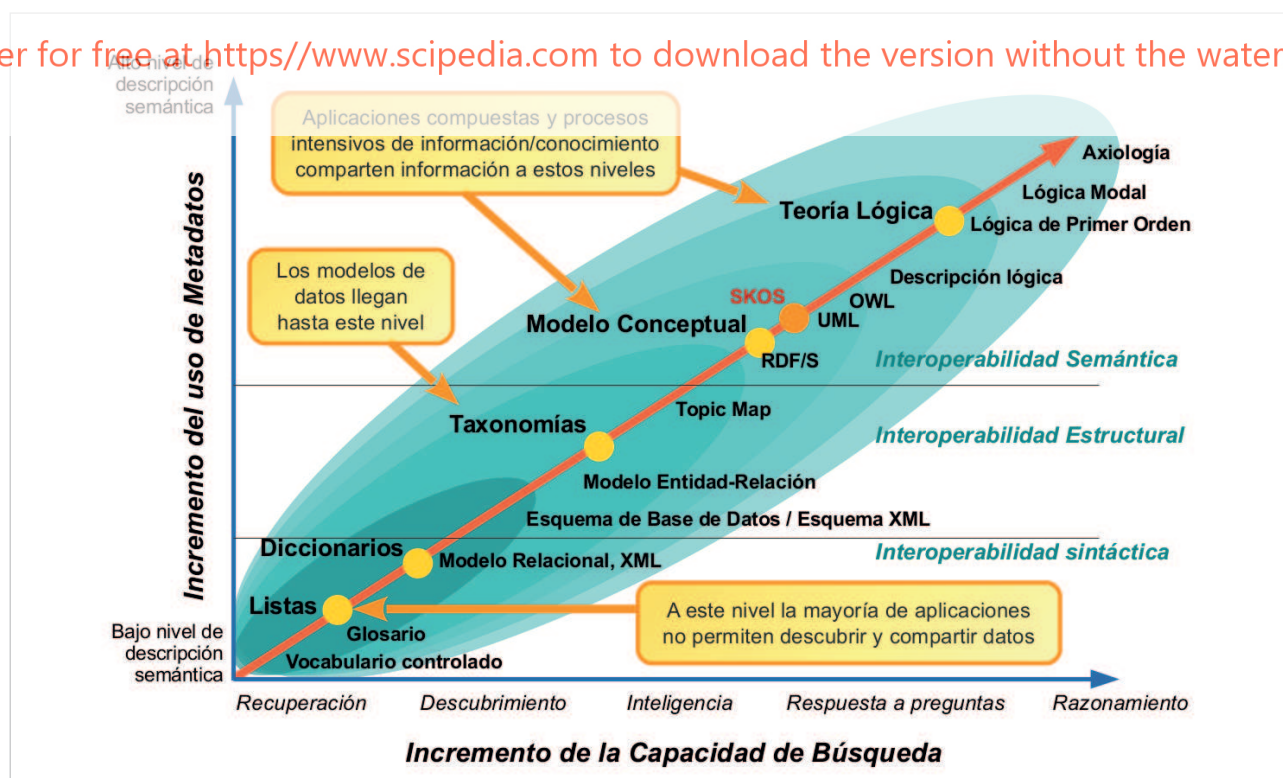 er for free at https//www.scipedia.com to download the version without the water
Alto nivel de
descripción
semántica
Aplicaciones compuestas y procesos
intensivos de información/conocimiento
comparten información a estos niveles
Axiología
Lógica Modal
Teoría Lógica
Lógica de Primer Orden
Los modelos de
datos llegan
hasta este nivel
Descripción lógica
SKOS
OWL
Modelo Conceptual
UML
RDF/S
Interoperabilidad Semántica
Topic Map
Taxonomías
Interoperabilidad Estructural
Modelo Entidad-Relación
Esquema de Base de Datos / Esquema XML
Diccionarios
Interoperabilidad sintáctica
Modelo Relacional, XML
Listas
A este nivel la mayoría de aplicaciones
no permiten descubrir y compartir datos
Glosario
Vocabulario controlado
Bajo nivel de
descripción
semántica
Incremento del uso de Metadatos
Recuperación
Descubrimiento
Inteligencia
Respuesta a preguntas
Razonamiento
Incremento de la Capacidad de Búsqueda